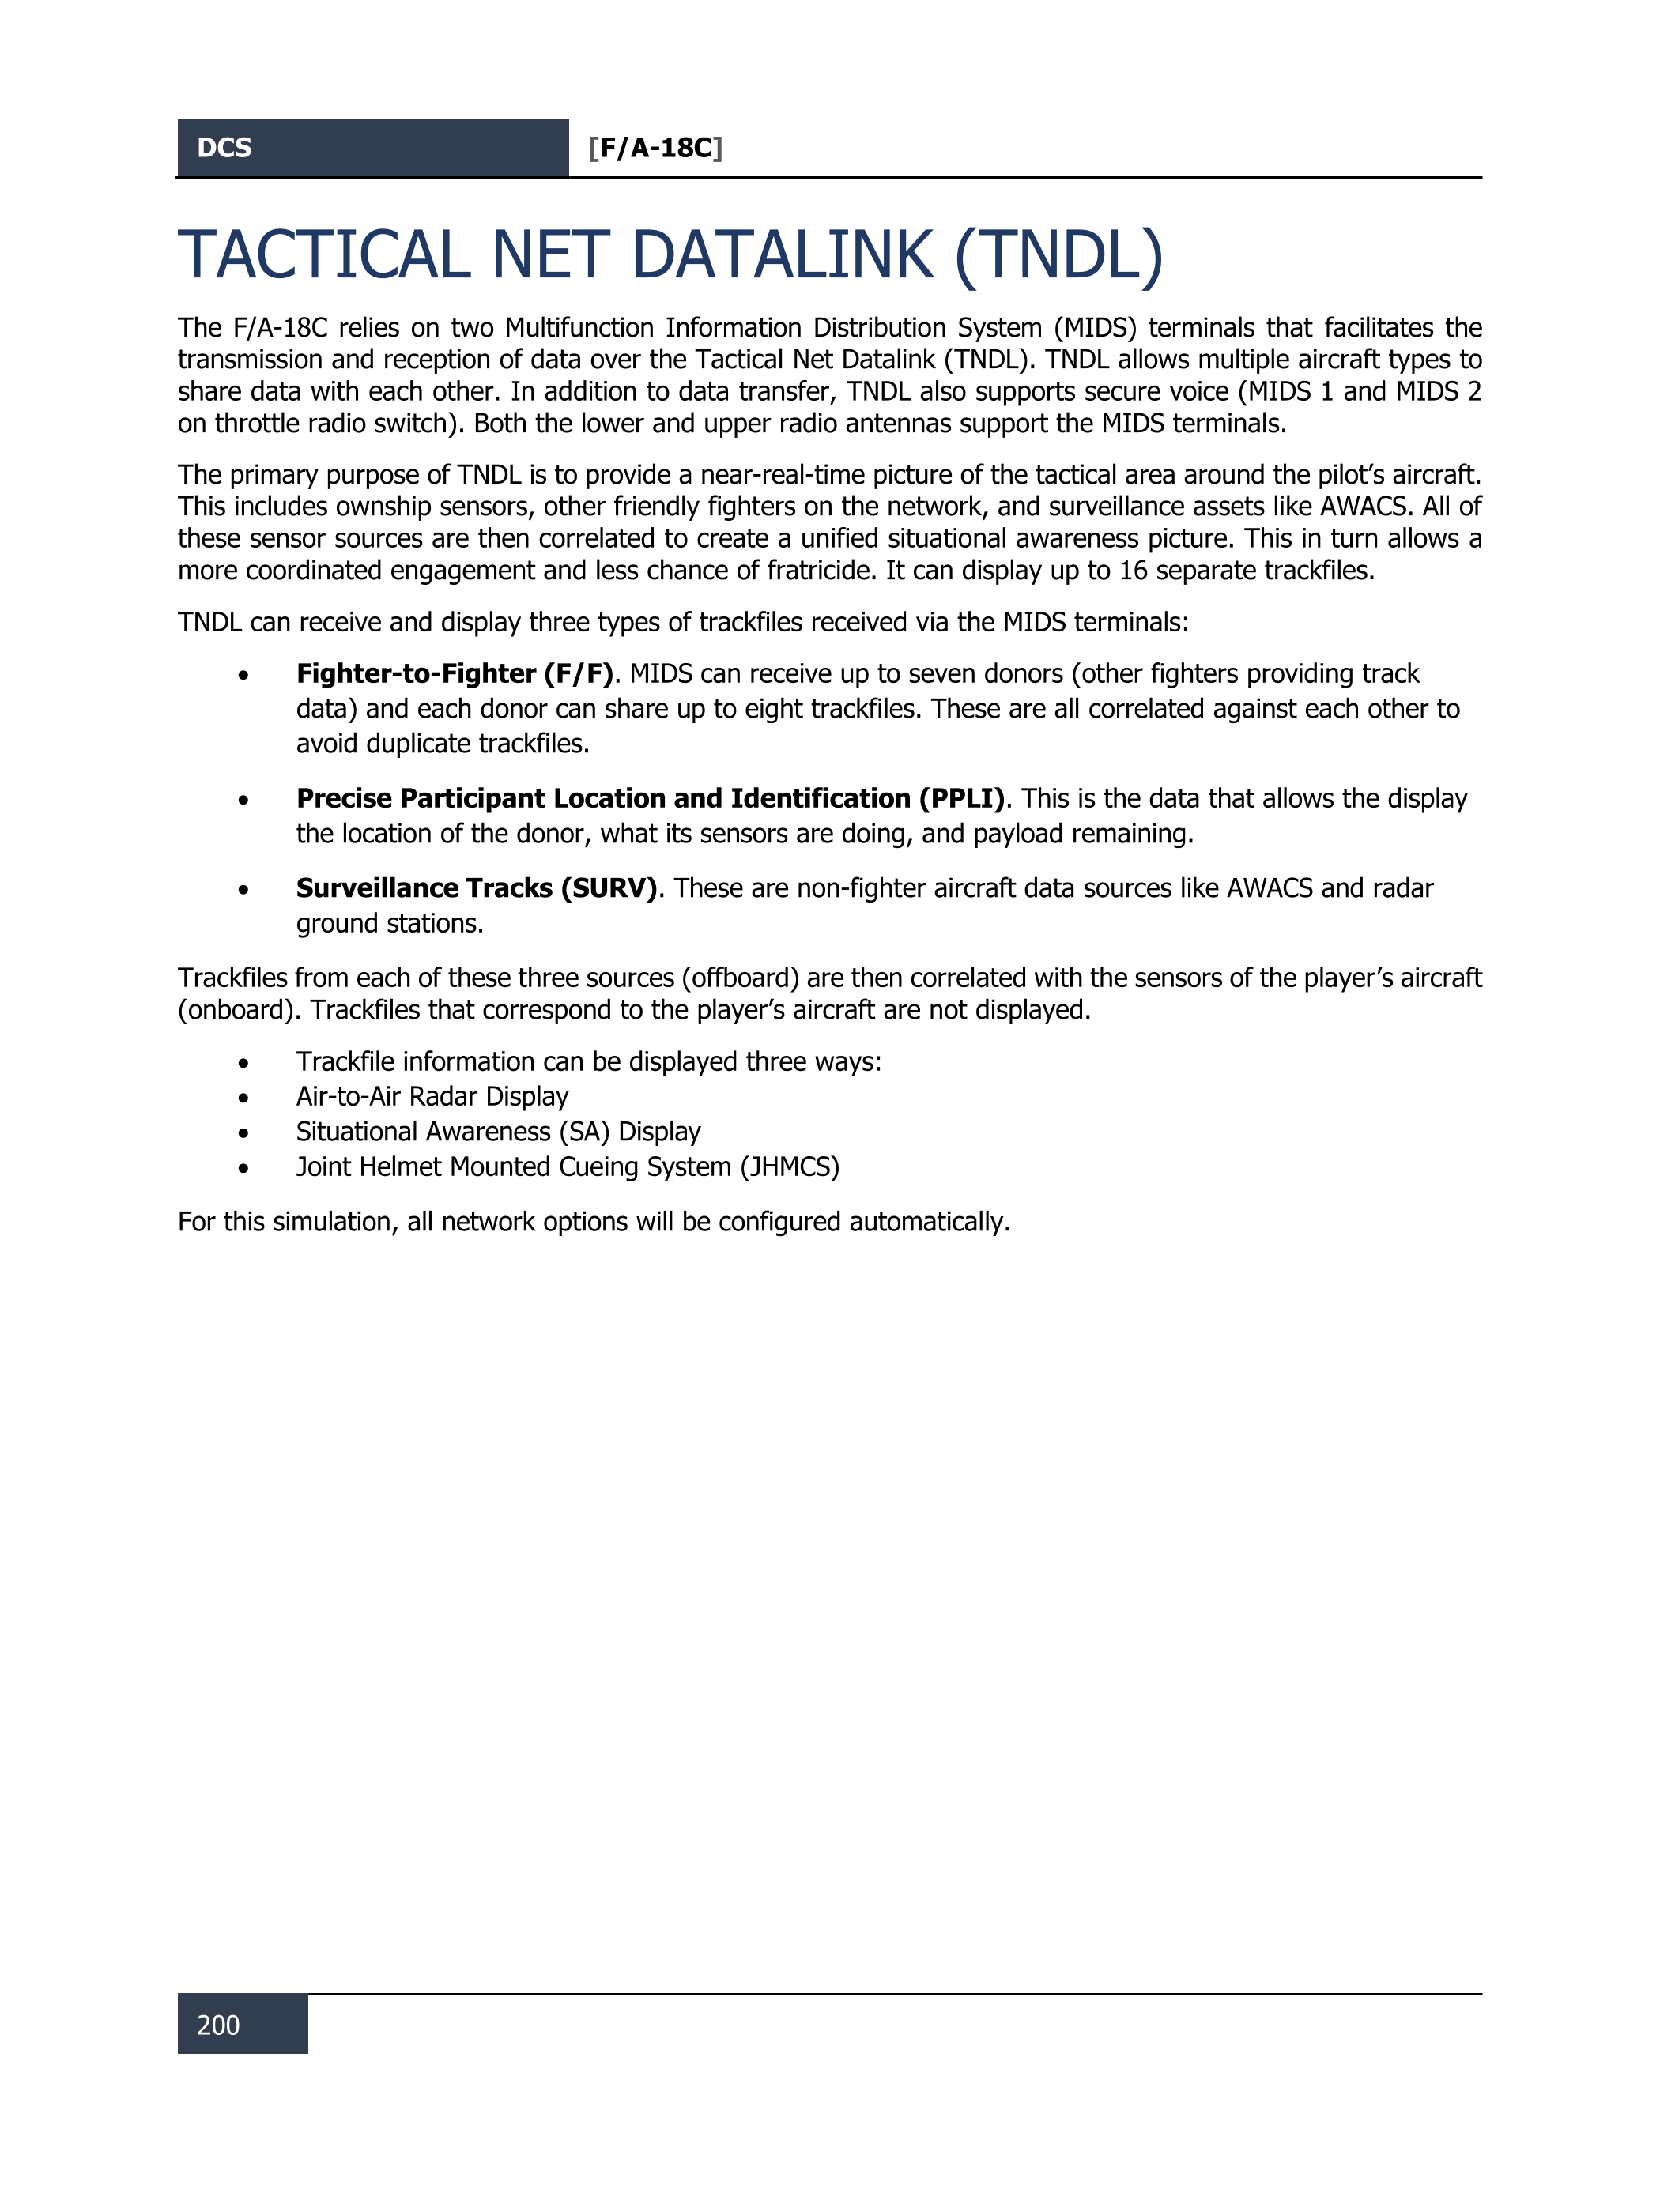 DCS [F/A-18C]
TACTICAL NET DATALINK (TNDL)
The F/A-18C relies on two Multifunction Information Distribution System (MIDS) terminals that facilitates the
transmission and reception of data over the Tactical Net Datalink (TNDL). TNDL allows multiple aircraft types to
share data with each other. In addition to data transfer, TNDL also supports secure voice (MIDS 1 and MIDS 2
on throttle radio switch). Both the lower and upper radio antennas support the MIDS terminals.
The primary purpose of TNDL is to provide a near-real-time picture of the tactical area around the pilot’s aircraft.
This includes ownship sensors, other friendly fighters on the network, and surveillance assets like AWACS. All of
these sensor sources are then correlated to create a unified situational awareness picture. This in turn allows a
more coordinated engagement and less chance of fratricide. It can display up to 16 separate trackfiles.
TNDL can receive and display three types of trackfiles received via the MIDS terminals:
• Fighter-to-Fighter (F/F). MIDS can receive up to seven donors (other fighters providing track
data) and each donor can share up to eight trackfiles. These are all correlated against each other to
avoid duplicate trackfiles.
• Precise Participant Location and Identification (PPLI). This is the data that allows the display
the location of the donor, what its sensors are doing, and payload remaining.
• Surveillance Tracks (SURV). These are non-fighter aircraft data sources like AWACS and radar
ground stations.
Trackfiles from each of these three sources (offboard) are then correlated with the sensors of the player’s aircraft
(onboard). Trackfiles that correspond to the player’s aircraft are not displayed.
• Trackfile information can be displayed three ways:
• Air-to-Air Radar Display
• Situational Awareness (SA) Display
• Joint Helmet Mounted Cueing System (JHMCS)
For this simulation, all network options will be configured automatically.
200